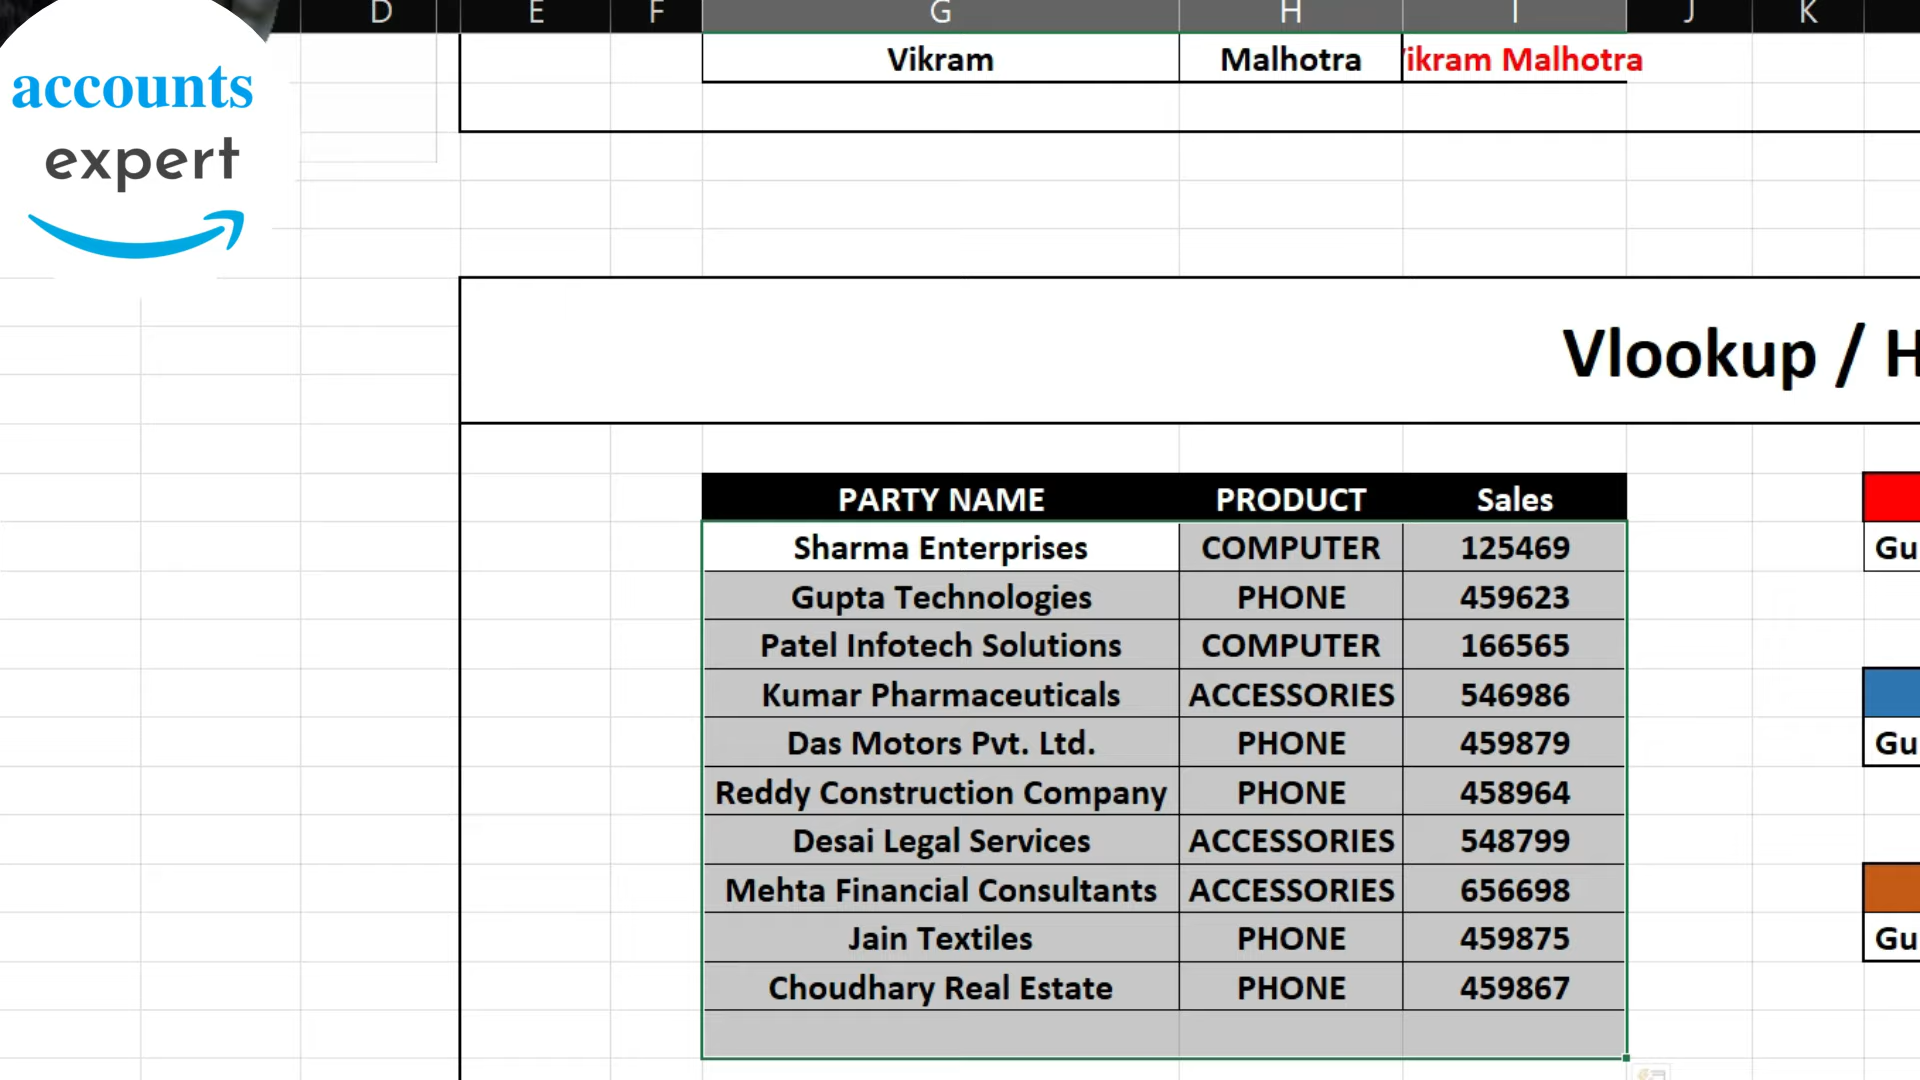 D E F G H I J K
accounts
expert
Vikram Malhotra ikram Malhotra
Vlookup / H
PARTY NAME PRODUCT Sales
Sharma Enterprises COMPUTER 125469 Gu
Gupta Technologies PHONE 459623
Patel Infotech Solutions COMPUTER 166565
Kumar Pharmaceuticals ACCESSORIES 546986
Das Motors Pvt. Ltd. PHONE 459879 Gu
Reddy Construction Company PHONE 458964
Desai Legal Services ACCESSORIES 548799
Mehta Financial Consultants ACCESSORIES 656698
Jain Textiles PHONE 459875 Gu
Choudhary Real Estate PHONE 459867